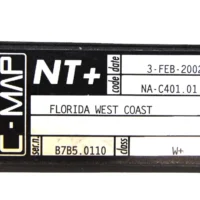 C-MAP
NT+
date 3-FEB-2002
code NA-C401.01
FLORIDA WEST COAST
ser.n. B7B5.0110 class W+